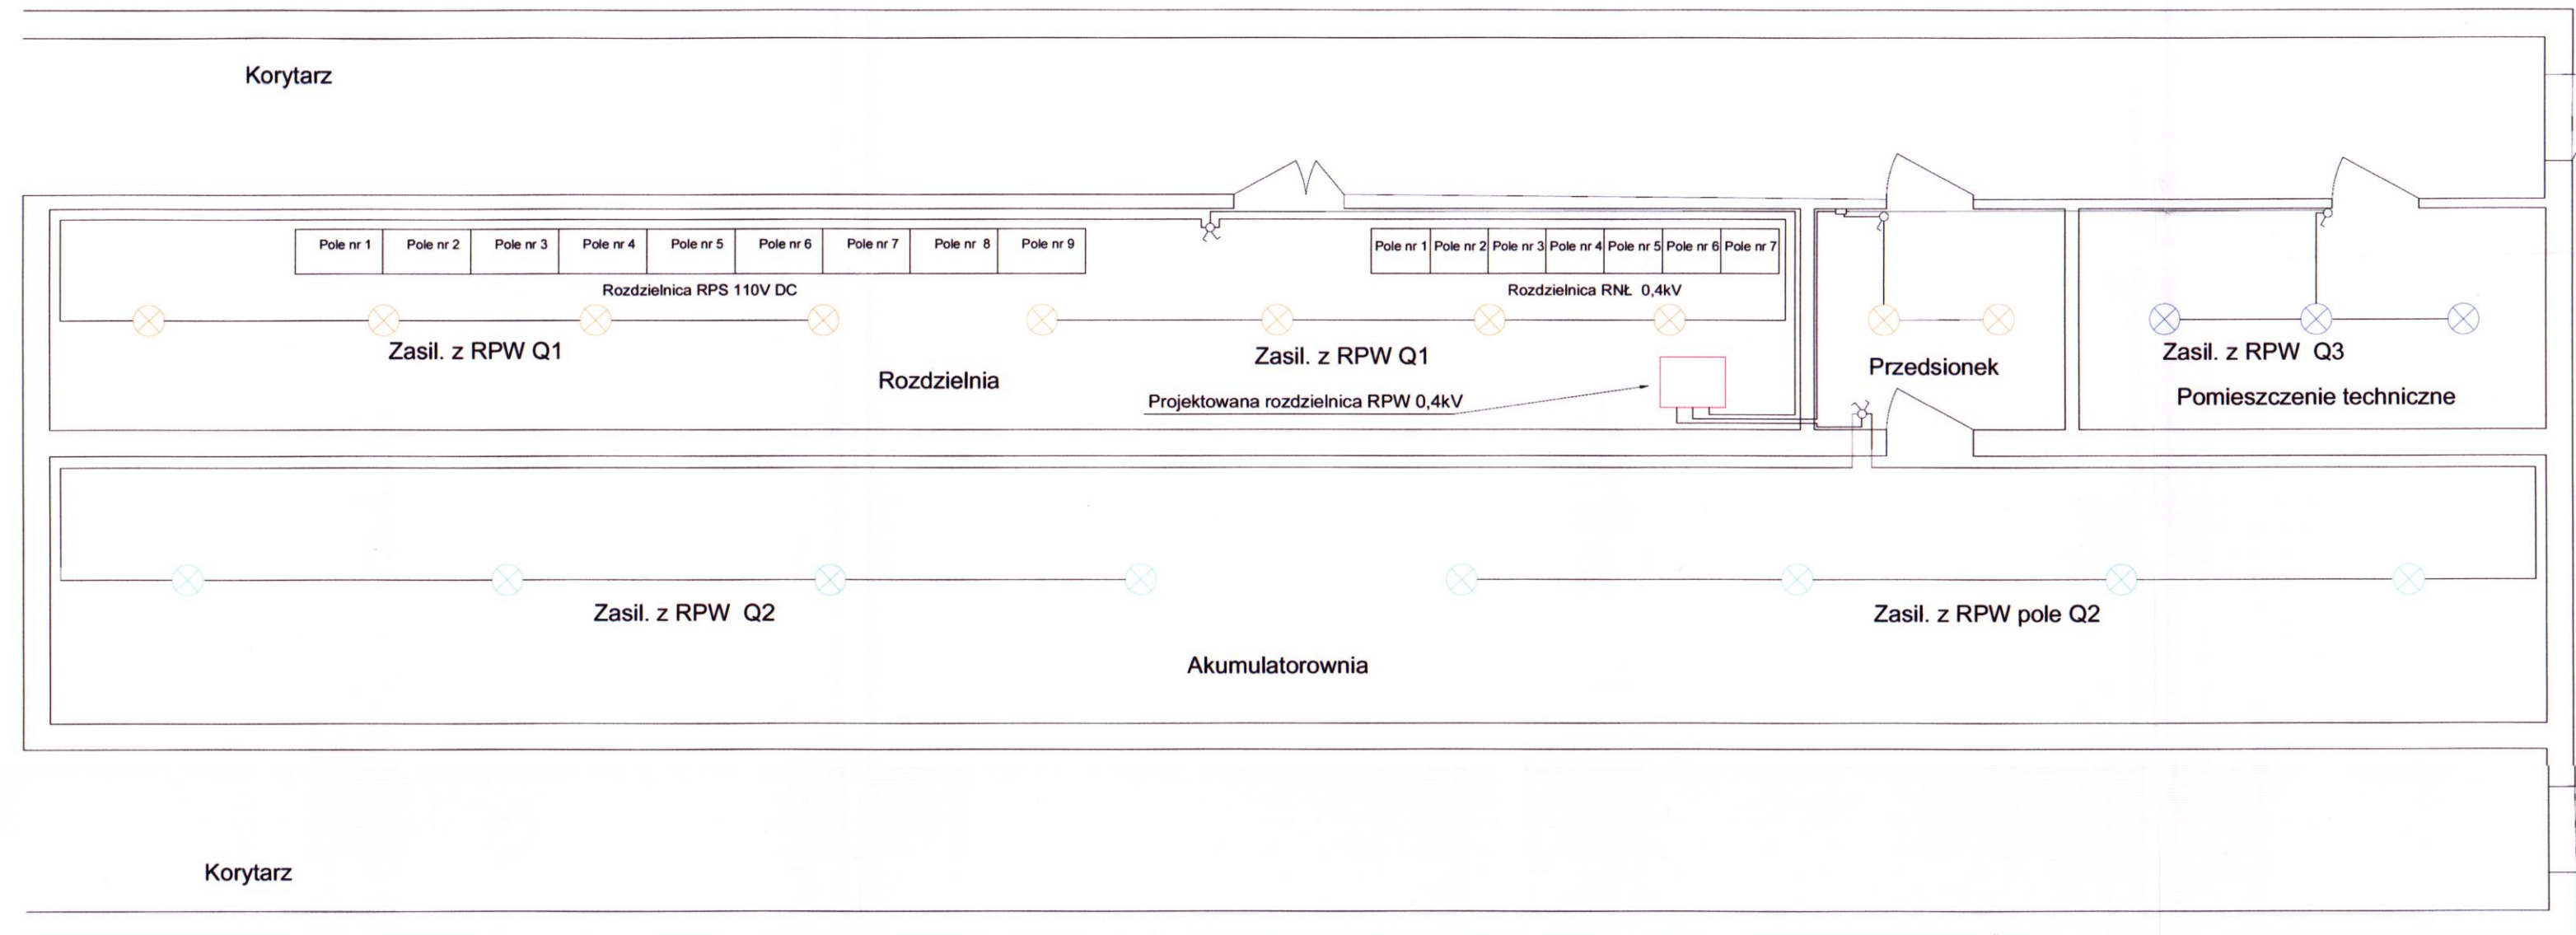 Korytarz
Pole nr 1 Pole nr 2 Pole nr 3 Pole nr 4 Pole nr 5 Pole nr 6 Pole nr 7 Pole nr 8 Pole nr 9
Pole nr 1 Pole nr 2 Pole nr 3 Pole nr 4 Pole nr 5 Pole nr 6 Pole nr 7
Rozdzielnica RPS 110V DC
Rozdzielnica RNŁ 0,4kV
Zasil. z RPW Q1
Zasil. z RPW Q1
Zasil. z RPW Q3
Rozdzielnia
Przedsionek
Projektowana rozdzielnica RPW 0,4kV
Pomieszczenie techniczne
Zasil. z RPW Q2
Zasil. z RPW pole Q2
Akumulatorownia
Korytarz